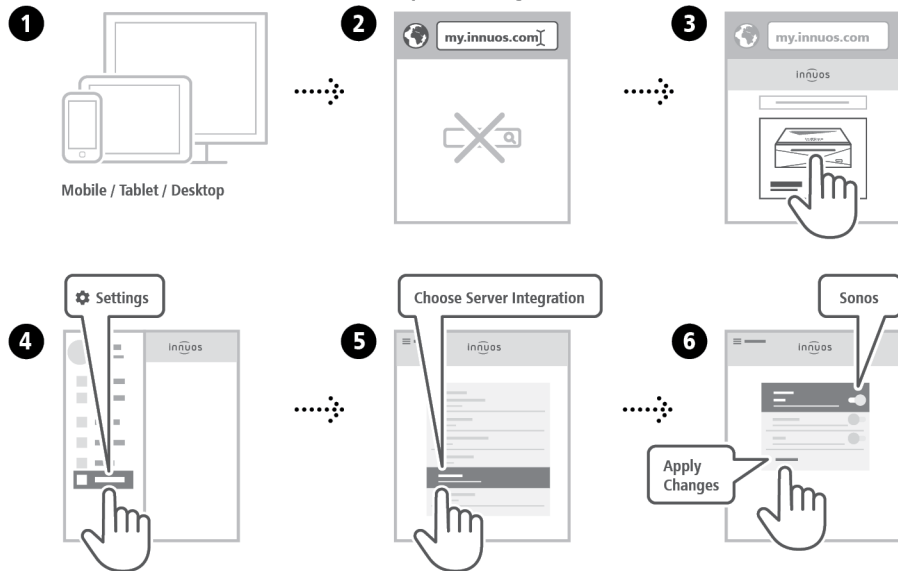 1
2
3
my.innuos.com
my.innuos.com
innuos
Mobile / Tablet / Desktop
Settings
Choose Server Integration
Sonos
4
5
6
innuos
innuos
innuos
Apply
Changes